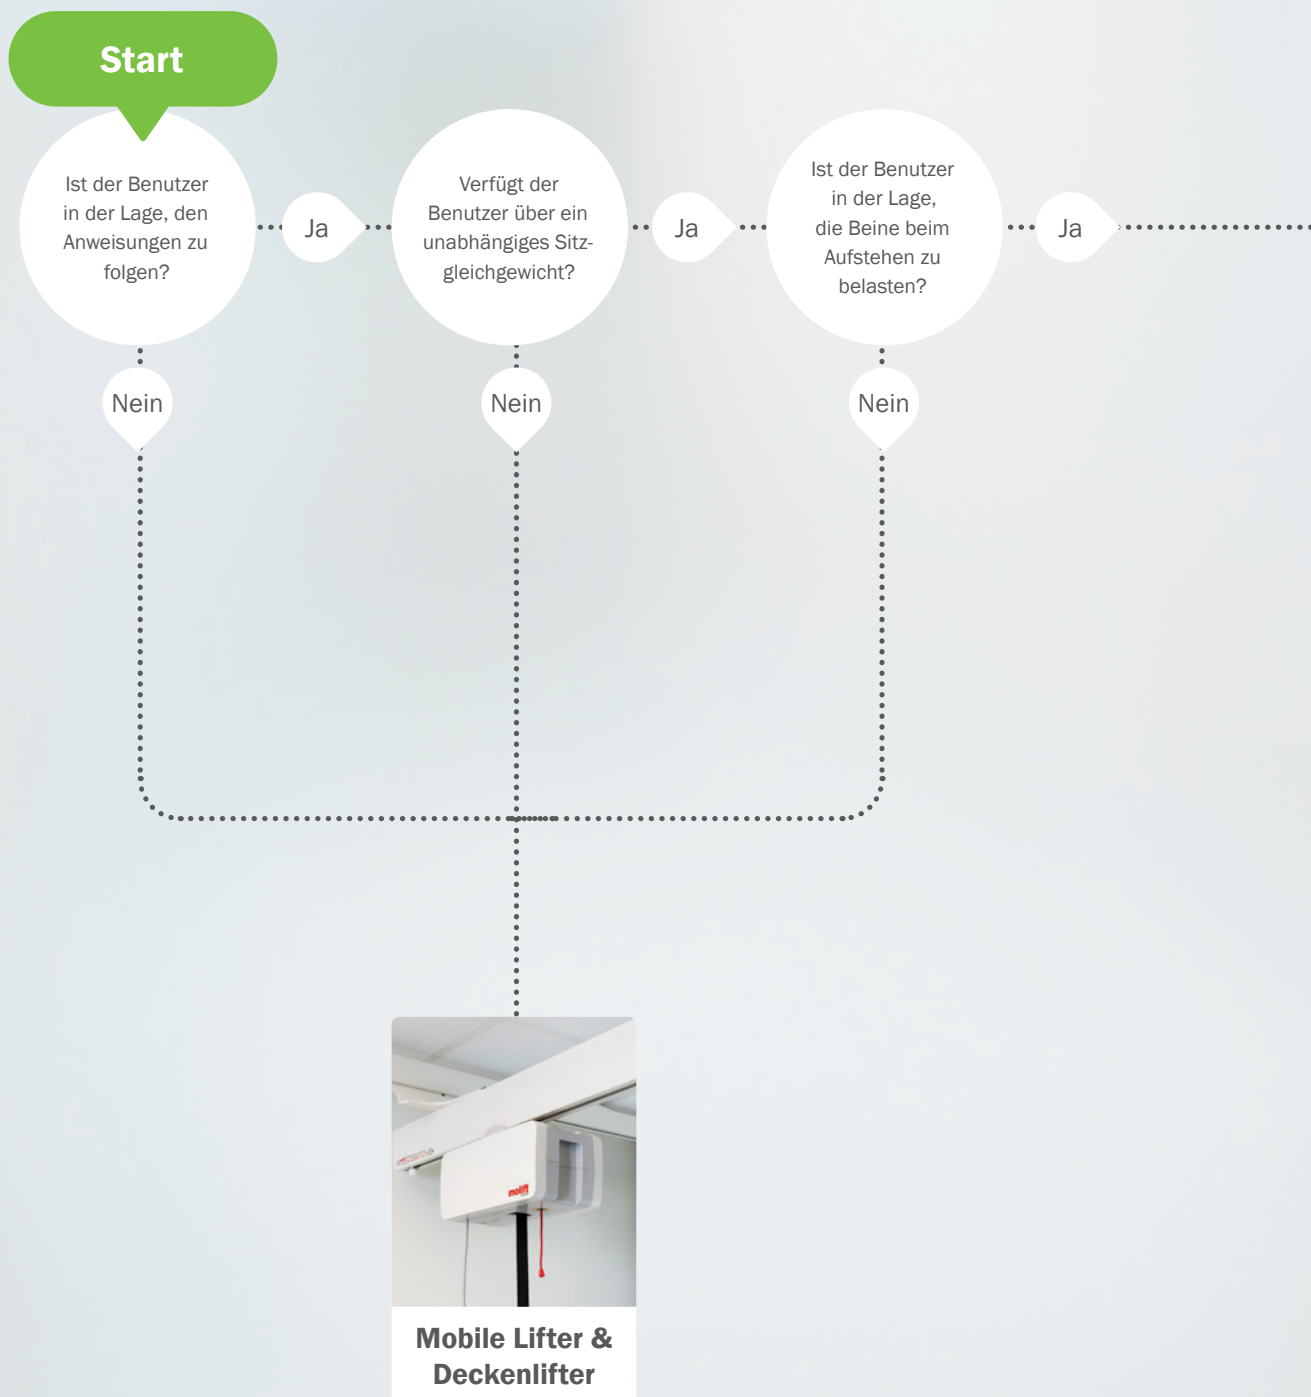 Start
Ist der Benutzer
in der Lage, den
Anweisungen zu
folgen?
Ja
Verfügt der
Benutzer über ein
unabhängiges Sitz-
gleichgewicht?
Ja
Ist der Benutzer
in der Lage,
die Beine beim
Aufstehen zu
belasten?
Ja
Nein
Nein
Nein
molift
Mobile Lifter &
Deckenlifter